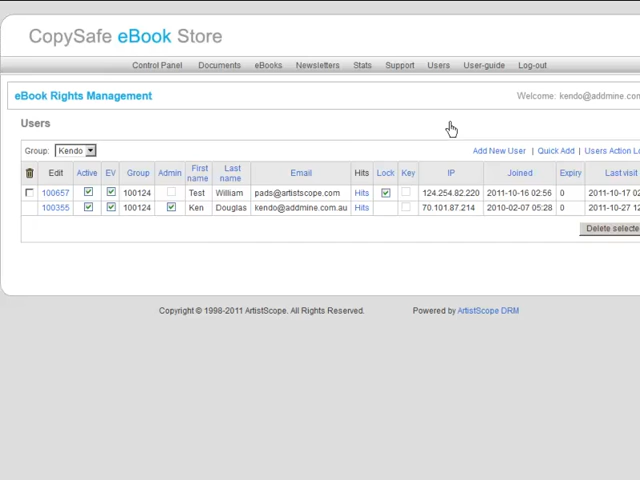 CopySafe eBook Store
Control Panel Documents eBooks Newsletters Stats Support Users User-guide Log-out
eBook Rights Management Welcome: kendo@addmine.com
Users
Group: Kendo Add New User | Quick Add | Users Action Lo
Edit Active EV Group Admin First name Last name Email Hits Lock Key IP Joined Expiry Last visit
100657 100124 Test William pads@artistscope.com Hits 124.254.82.220 2011-10-16 02:56 0 2011-10-17 02
100355 100124 Ken Douglas kendo@addmine.com.au Hits 70.101.87.214 2010-02-07 05:28 0 2011-10-27 12
Delete selecte
Copyright © 1998-2011 ArtistScope. All Rights Reserved. Powered by ArtistScope DRM